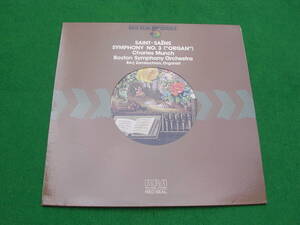 SAINT-SAËNS
SYMPHONY NO. 3 ("ORGAN")
Charles Munch
Boston Symphony Orchestra
Berj Zamkochian, Organist
RCA
RED SEAL